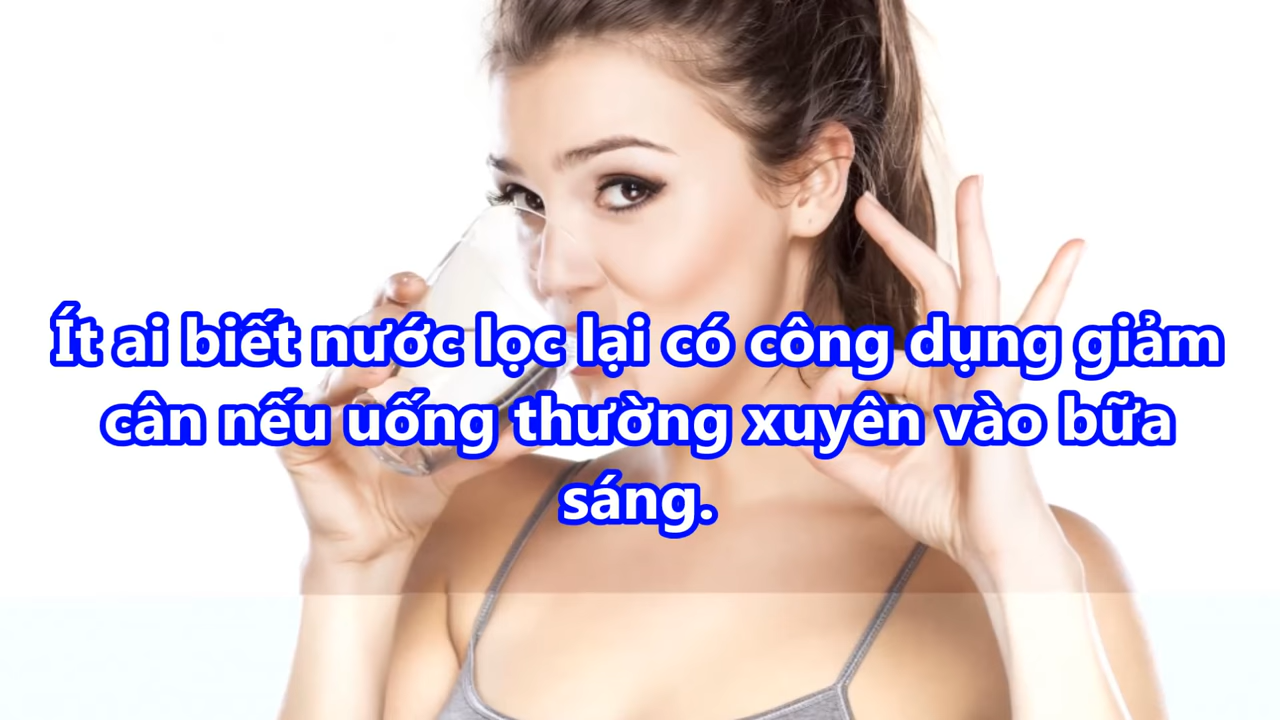 Ít ai biết nước lọc lại có công dụng giảm
cân nếu uống thường xuyên vào bữa
sáng.